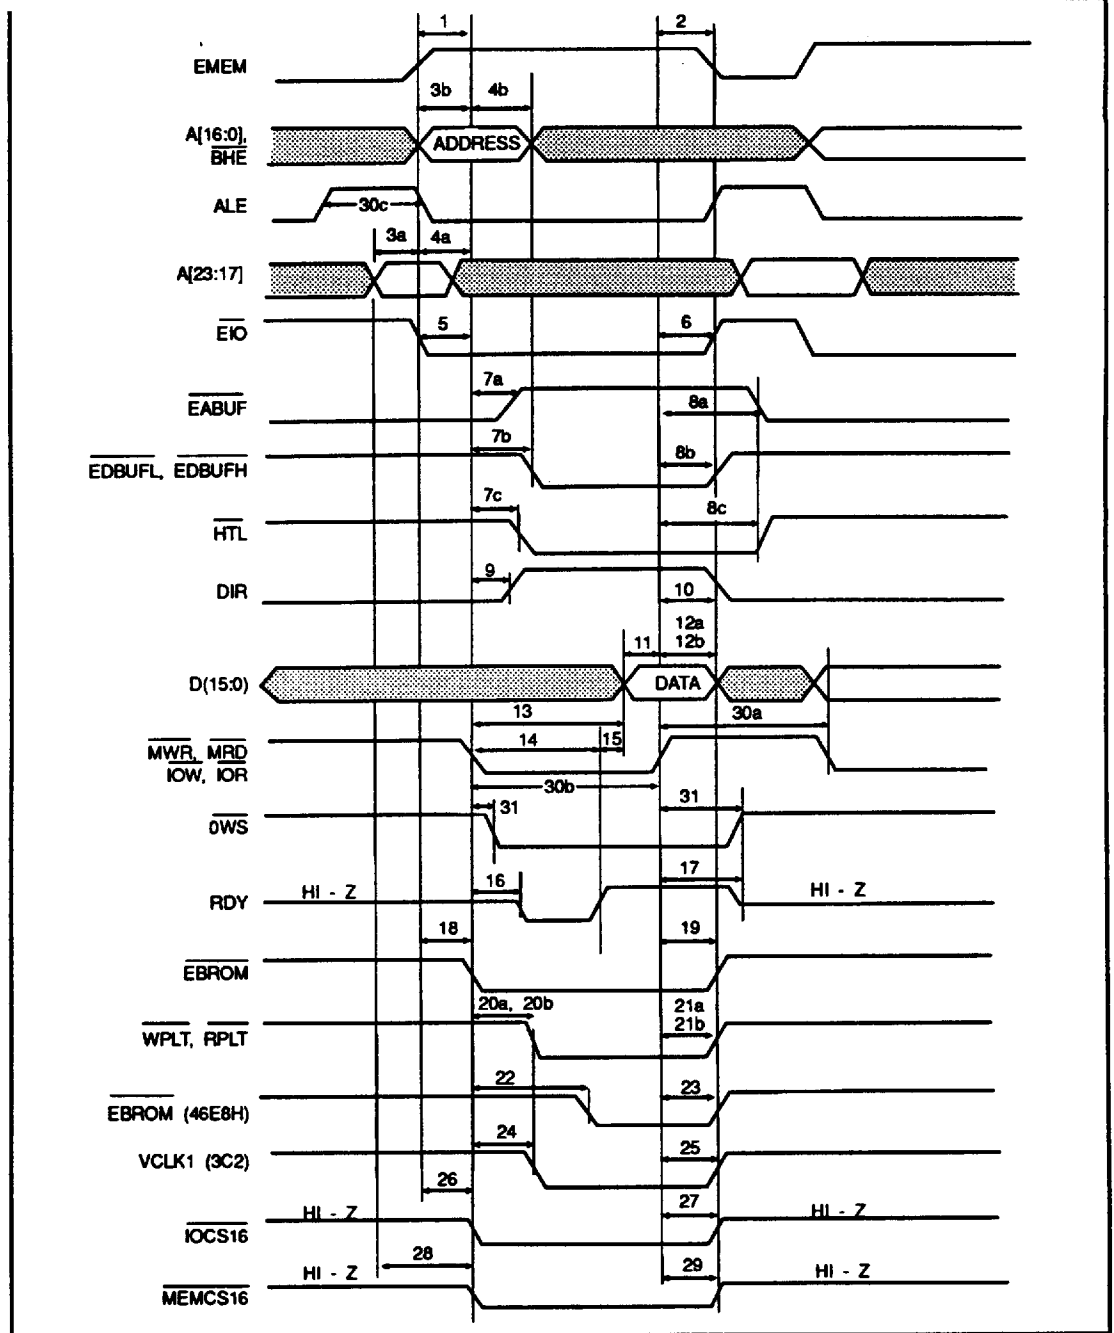 1
2
EMEM
3b
4b
A[16:0],
BHE
ADDRESS
ALE
30c
3a
4a
A[23:17]
5
6
EIO
7a
8a
EABUF
7b
8b
EDBUFL, EDBUFH
7c
8c
HTL
9
DIR
10
12a
11
12b
D(15:0)
DATA
13
30a
14
15
MWR, MRD
IOW, IOR
30b
31
31
0WS
17
16
HI - Z
HI - Z
RDY
18
19
EBROM
20a, 20b
21a
21b
WPLT, RPLT
22
23
EBROM (46E8H)
24
25
VCLK1 (3C2)
26
27
HI - Z
HI - Z
IOCS16
28
29
HI - Z
HI - Z
MEMCS16